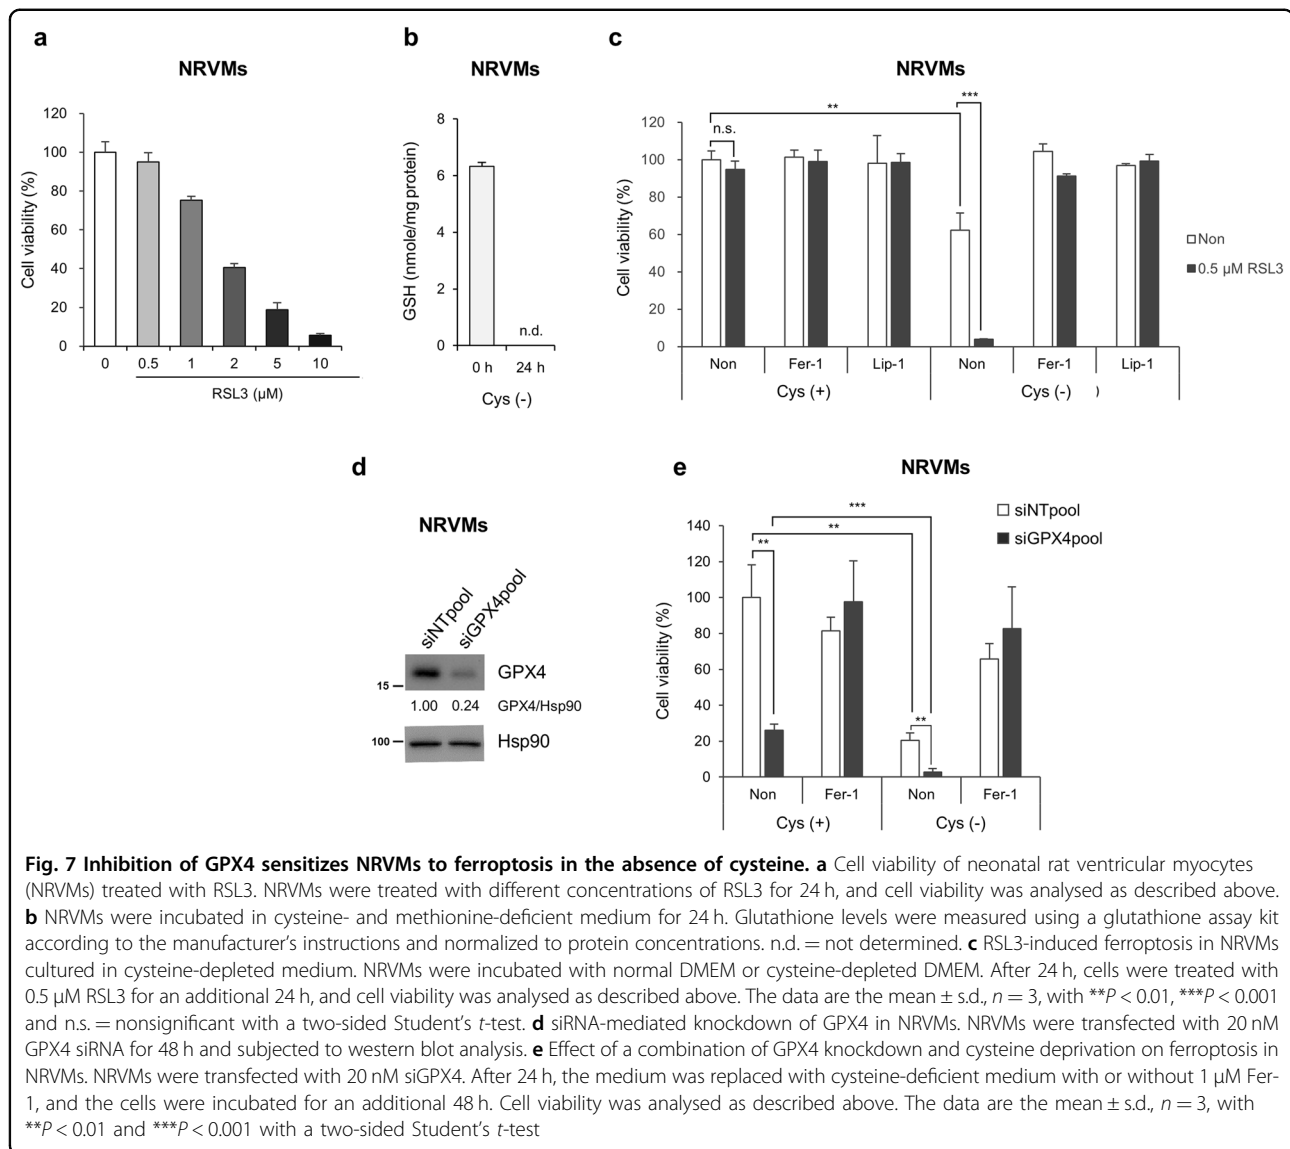 a
NRVMs
Cell viability (%)
120
100
80
60
40
20
0
0 0.5 1 2 5 10
RSL3 (µM)
b
NRVMs
GSH (nmole/mg protein)
8
6
4
2
0
n.d.
0 h 24 h
Cys (-)
c
NRVMs
Cell viability (%)
120
100
80
60
40
20
0
n.s.
**
***
Non Fer-1 Lip-1 Non Fer-1 Lip-1
Cys (+) Cys (-) )
Non
0.5 µM RSL3
d
NRVMs
siNTpool siGPX4pool
15 GPX4
1.00 0.24 GPX4/Hsp90
100 Hsp90
e
NRVMs
siNTpool
siGPX4pool
Cell viability (%)
140
120
100
80
60
40
20
0
***
**
**
**
Non Fer-1 Non Fer-1
Cys (+) Cys (-)
Fig. 7 Inhibition of GPX4 sensitizes NRVMs to ferroptosis in the absence of cysteine. a Cell viability of neonatal rat ventricular myocytes
(NRVMs) treated with RSL3. NRVMs were treated with different concentrations of RSL3 for 24 h, and cell viability was analysed as described above.
b NRVMs were incubated in cysteine- and methionine-deficient medium for 24 h. Glutathione levels were measured using a glutathione assay kit
according to the manufacturer's instructions and normalized to protein concentrations. n.d. = not determined. c RSL3-induced ferroptosis in NRVMs
cultured in cysteine-depleted medium. NRVMs were incubated with normal DMEM or cysteine-depleted DMEM. After 24 h, cells were treated with
0.5 µM RSL3 for an additional 24 h, and cell viability was analysed as described above. The data are the mean ± s.d., n = 3, with **P < 0.01, ***P < 0.001
and n.s. = nonsignificant with a two-sided Student's t-test. d siRNA-mediated knockdown of GPX4 in NRVMs. NRVMs were transfected with 20 nM
GPX4 siRNA for 48 h and subjected to western blot analysis. e Effect of a combination of GPX4 knockdown and cysteine deprivation on ferroptosis in
NRVMs. NRVMs were transfected with 20 nM siGPX4. After 24 h, the medium was replaced with cysteine-deficient medium with or without 1 µM Fer-
1, and the cells were incubated for an additional 48 h. Cell viability was analysed as described above. The data are the mean ± s.d., n = 3, with
**P < 0.01 and ***P < 0.001 with a two-sided Student's t-test